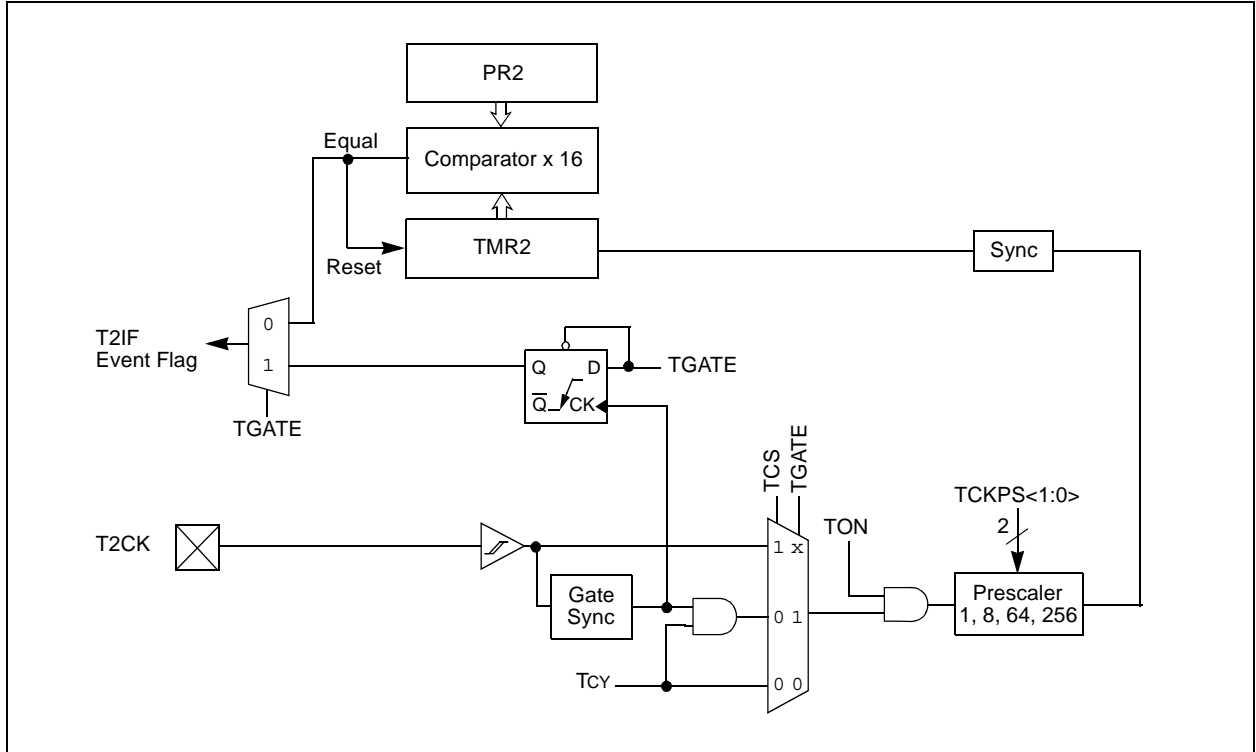 PR2
Equal
Comparator x 16
TMR2
Reset
Sync
T2IF
Event Flag
0
1
TGATE
Q
D
TGATE
Q̅
CK
TCS
TGATE
TCKPS<1:0>
2
TON
T2CK
1 x
Gate
Sync
0 1
Prescaler
1, 8, 64, 256
TCY
0 0